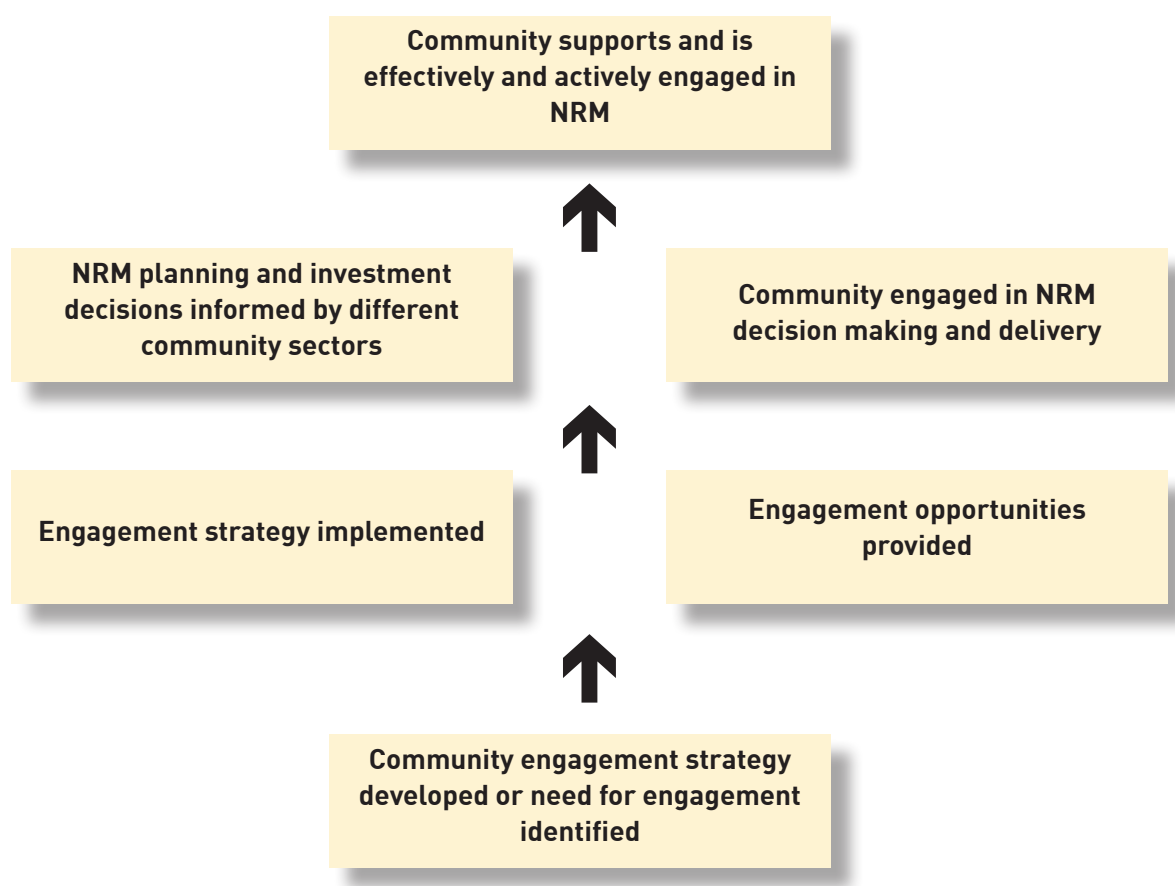 Community supports and is
effectively and actively engaged in
NRM
NRM planning and investment
decisions informed by different
community sectors
Community engaged in NRM
decision making and delivery
Engagement strategy implemented
Engagement opportunities
provided
Community engagement strategy
developed or need for engagement
identified